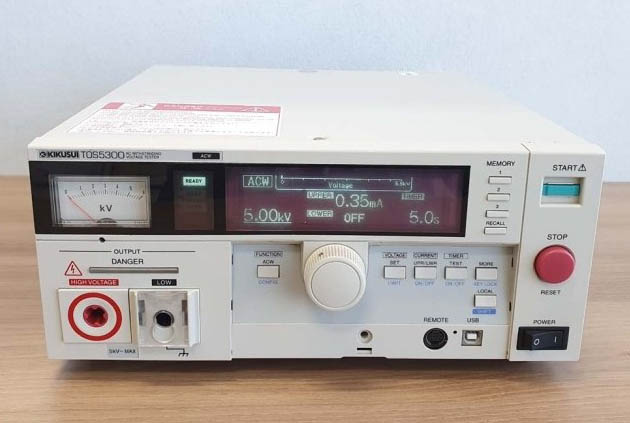 KIKUSUI TOS5300 AC WITHSTANDING VOLTAGE TESTER
ACW
kV
READY
ACW Voltage
UPPER 0.35mA TIMER
5.00kV LOWER OFF 5.0s
MEMORY
1
2
3
RECALL
START
STOP
RESET
POWER
OUTPUT
DANGER
HIGH VOLTAGE
LOW
5kV~MAX
FUNCTION
ACW
CONFIG
VOLTAGE CURRENT TIMER
SET UPR/LWR TEST MORE
LIMIT ON/OFF ON/OFF KEY LOCK
LOCAL
SHIFT
REMOTE
USB
O I